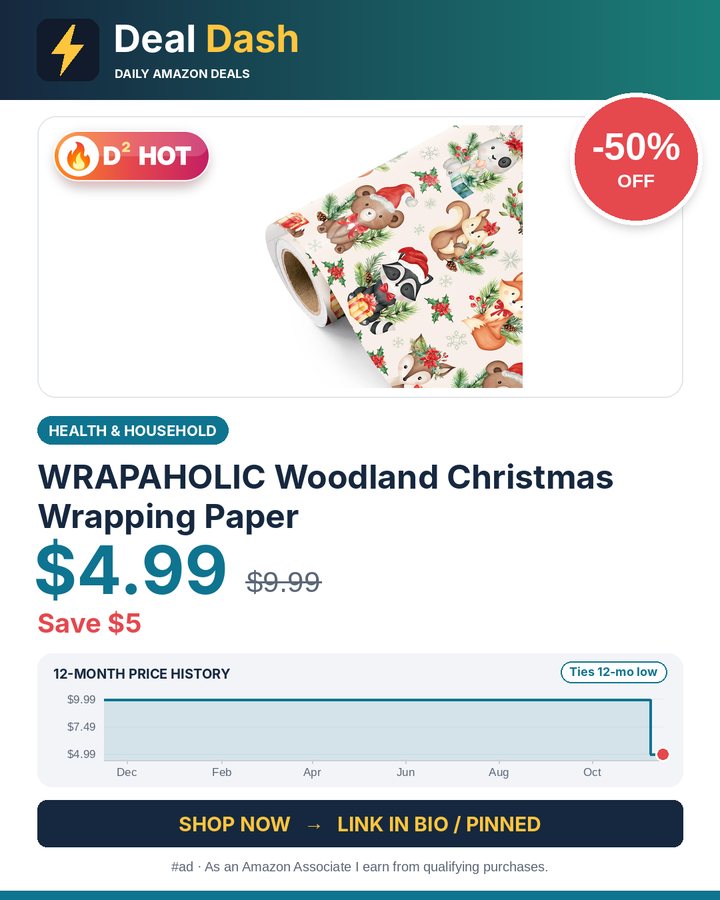 Deal Dash
DAILY AMAZON DEALS
D² HOT
-50%
OFF
HEALTH & HOUSEHOLD
WRAPAHOLIC Woodland Christmas
Wrapping Paper
$4.99 $9.99
Save $5
12-MONTH PRICE HISTORY
Ties 12-mo low
$9.99
$7.49
$4.99
Dec Feb Apr Jun Aug Oct
SHOP NOW → LINK IN BIO / PINNED
#ad · As an Amazon Associate I earn from qualifying purchases.